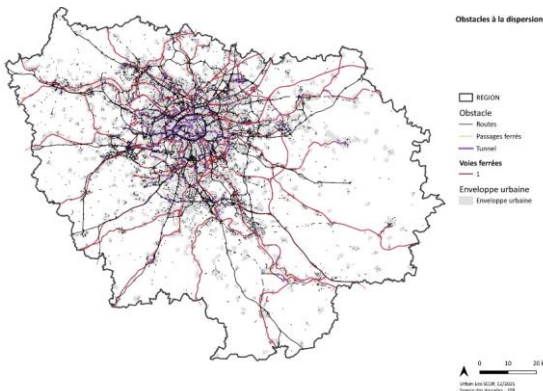 Obstacles à la dispersion
REGION
Obstacle
Routes
Passages ferrés
Tunnel
Voies ferrées
1
Enveloppe urbaine
Enveloppe urbaine
0 10 20